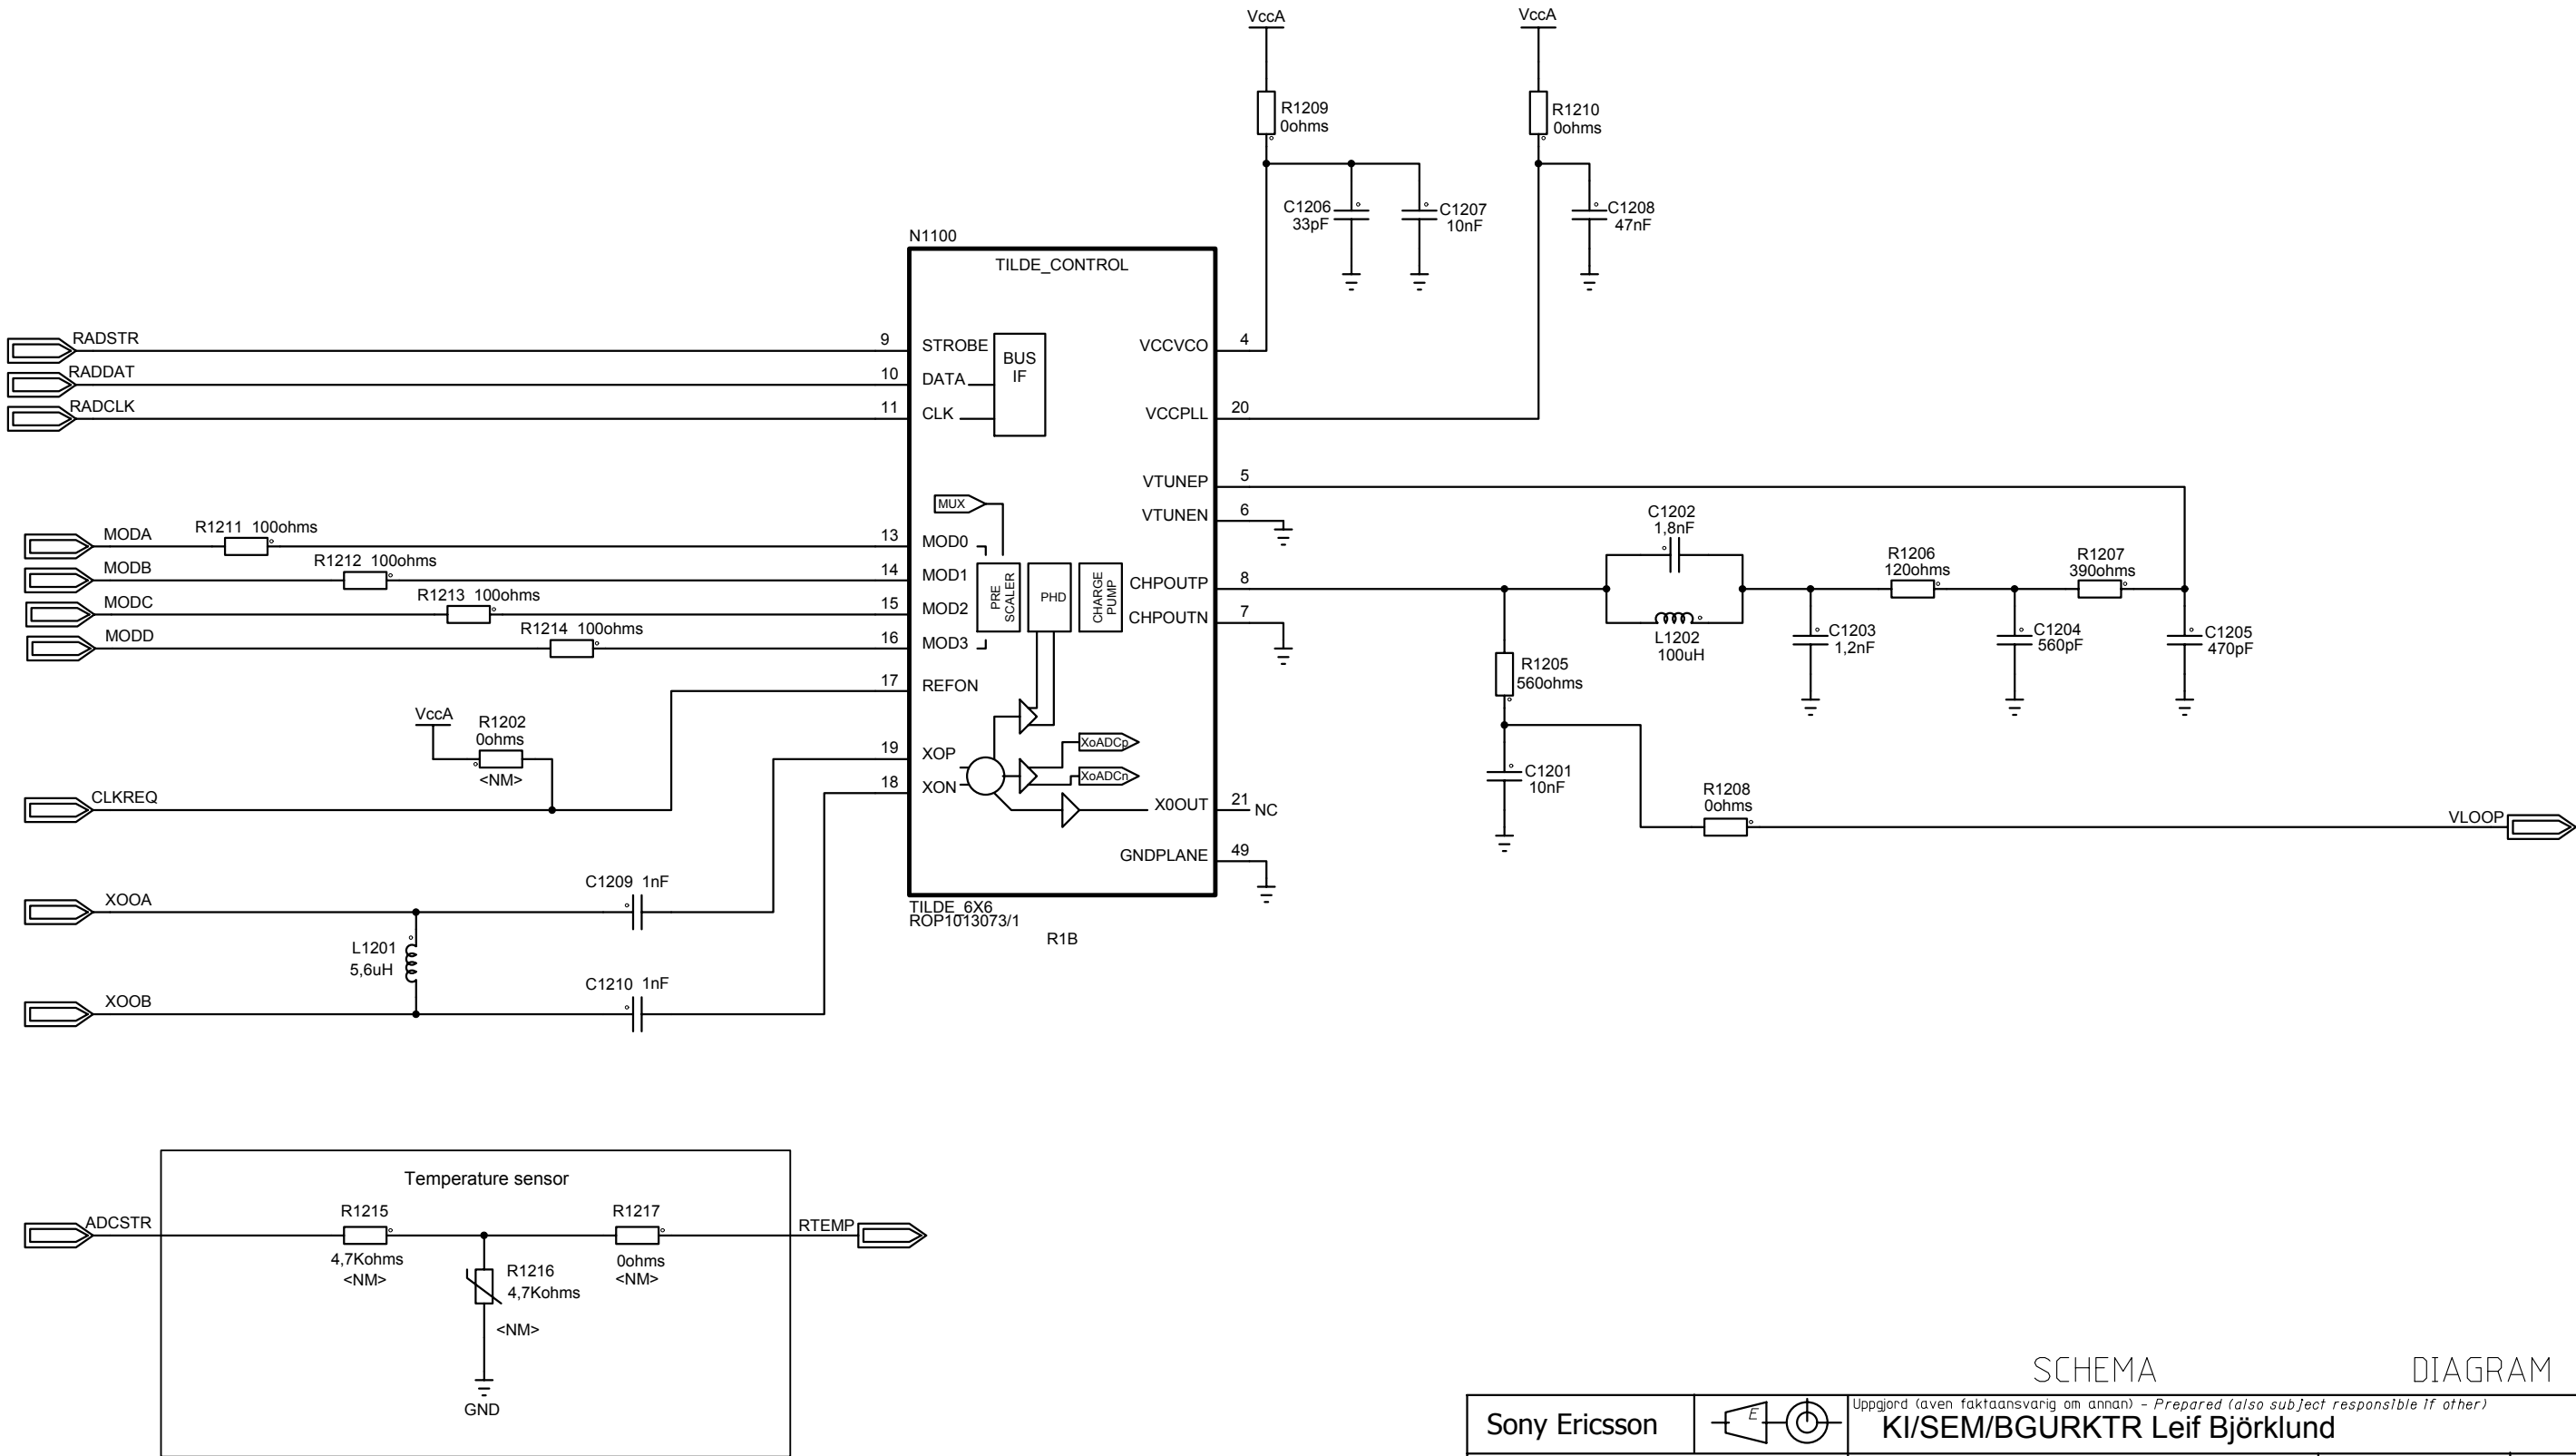 VccA
VccA
R1209
0ohms
R1210
0ohms
C1206
33pF
C1207
10nF
C1208
47nF
N1100
TILDE_CONTROL
RADSTR
9
STROBE
BUS
IF
VCCVCO
4
RADDAT
10
DATA
RADCLK
11
CLK
VCCPLL
20
VTUNEP
5
VTUNEN
6
MUX
MODA
R1211 100ohms
13
MOD0
MODB
R1212 100ohms
14
MOD1
MODC
R1213 100ohms
15
MOD2
MODD
R1214 100ohms
16
MOD3
PRE
SCALER
PHD
CHARGE
PUMP
CHPOUTP
8
CHPOUTN
7
C1202
1,8nF
L1202
100uH
R1206
120ohms
R1207
390ohms
C1203
1,2nF
C1204
560pF
C1205
470pF
R1205
560ohms
C1201
10nF
R1208
0ohms
VLOOP
17
REFON
VccA
R1202
0ohms
<NM>
CLKREQ
19
XOP
18
XON
XoADCp
XoADCn
X0OUT
21
NC
GNDPLANE
49
XOOA
C1209 1nF
L1201
5,6uH
XOOB
C1210 1nF
TILDE_6X6
ROP1013073/1
R1B
Temperature sensor
ADCSTR
R1215
4,7Kohms
<NM>
R1216
4,7Kohms
<NM>
R1217
0ohms
<NM>
RTEMP
GND
SCHEMA DIAGRAM
Sony Ericsson
E
Uppgjord (aven faktaansvarig om annan) - Prepared (also subject responsible if other)
KI/SEM/BGURKTR Leif Björklund